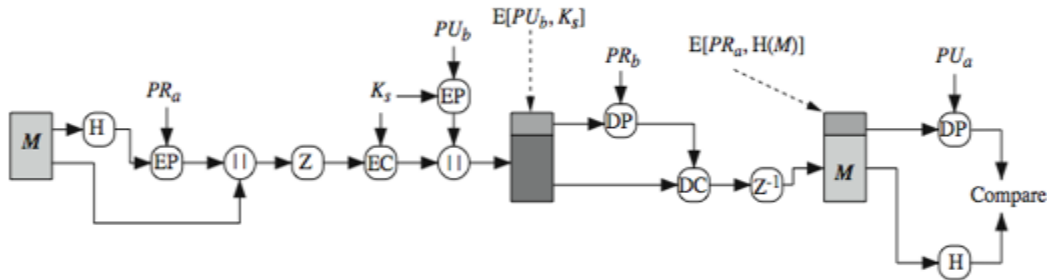 E[PU_b, K_s]
PU_b
E[PR_a, H(M)]
PR_b
PU_a
PR_a
K_s
EP
H
DP
DP
M
EP
| |
Z
EC
| |
DC
Z⁻¹
M
Compare
H